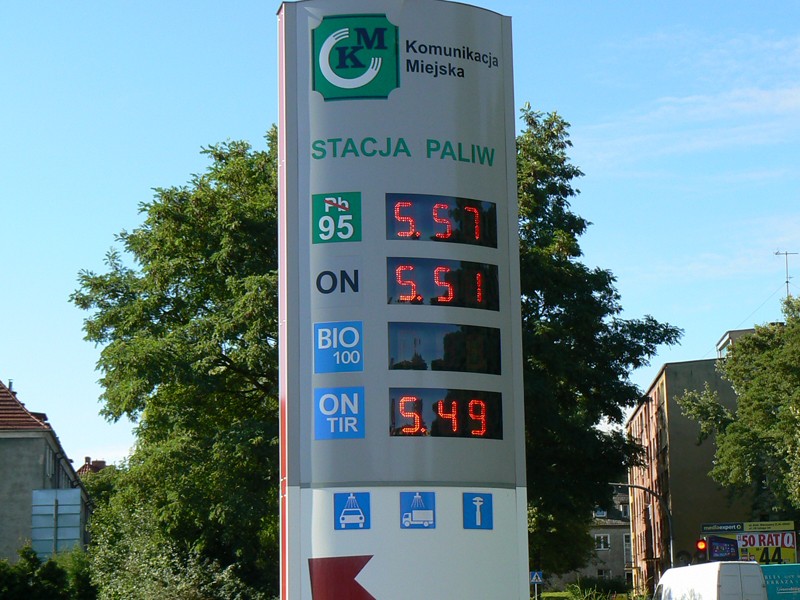 KM
Komunikacja
Miejska
STACJA PALIW
Pb
95
5.57
ON
5.51
BIO
100
ON
TIR
5.49
mediaexpert
50 RAT
44